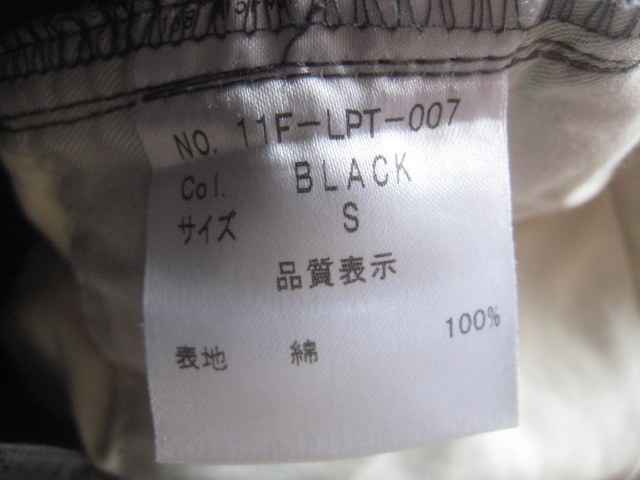 NO. 11F-LPT-007
Col. BLACK
サイズ S
品質表示
表地 綿 100%